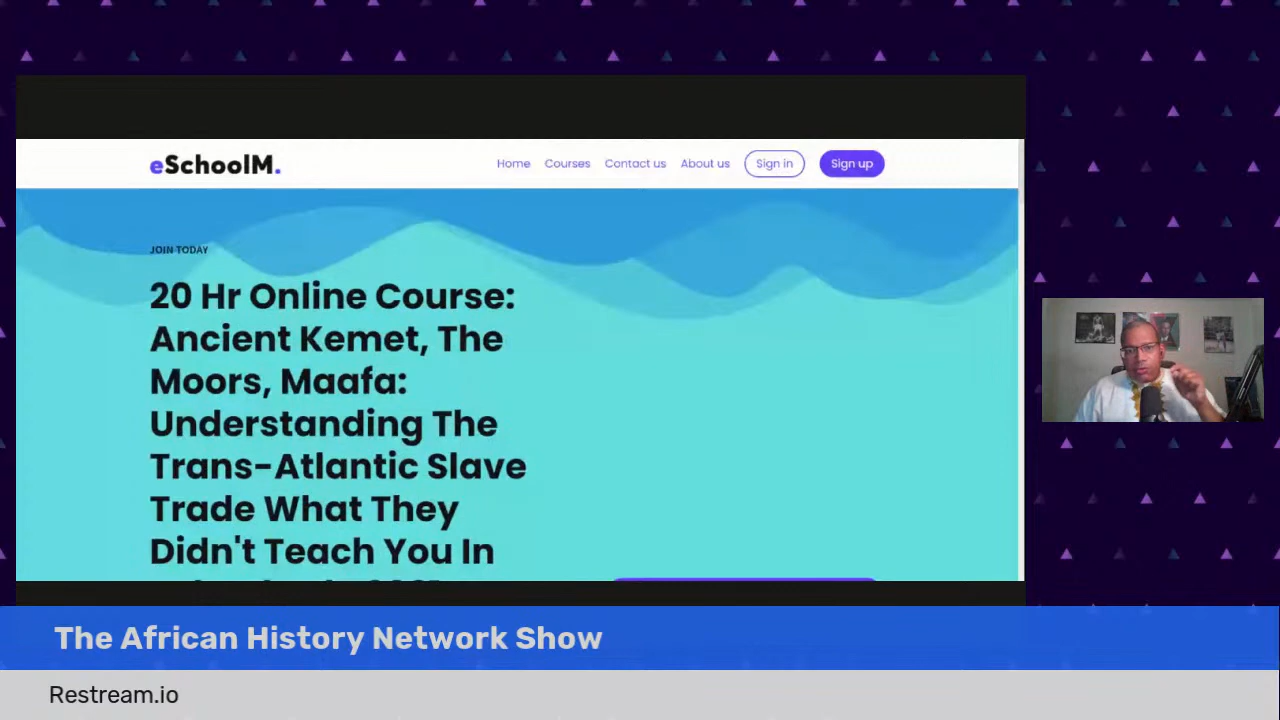 eSchoolM.
Home Courses Contact us About us Sign in Sign up
JOIN TODAY
20 Hr Online Course:
Ancient Kemet, The
Moors, Maafa:
Understanding The
Trans-Atlantic Slave
Trade What They
Didn't Teach You In
The African History Network Show
Restream.io